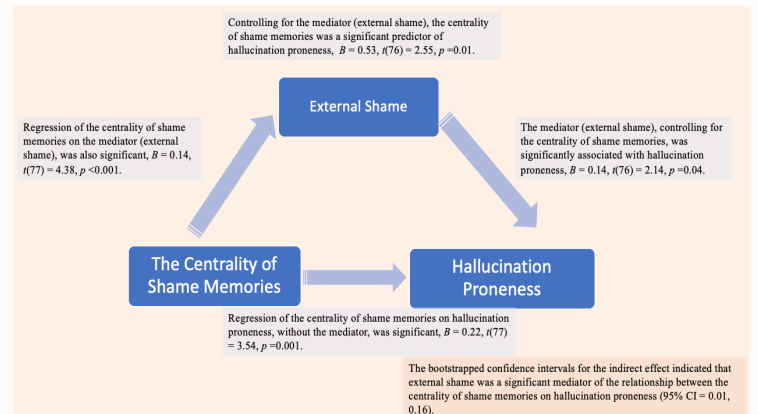 Controlling for the mediator (external shame), the centrality
of shame memories was a significant predictor of
hallucination proneness, B = 0.53, t(76) = 2.55, p =0.01.
External Shame
Regression of the centrality of shame
memories on the mediator (external
shame), was also significant, B = 0.14,
t(77) = 4.38, p <0.001.
The mediator (external shame), controlling for
the centrality of shame memories, was
significantly associated with hallucination
proneness, B = 0.14, t(76) = 2.14, p =0.04.
The Centrality of
Shame Memories
Hallucination
Proneness
Regression of the centrality of shame memories on hallucination
proneness, without the mediator, was significant, B = 0.22, t(77)
= 3.54, p =0.001.
The bootstrapped confidence intervals for the indirect effect indicated that
external shame was a significant mediator of the relationship between the
centrality of shame memories on hallucination proneness (95% CI = 0.01,
0.16).